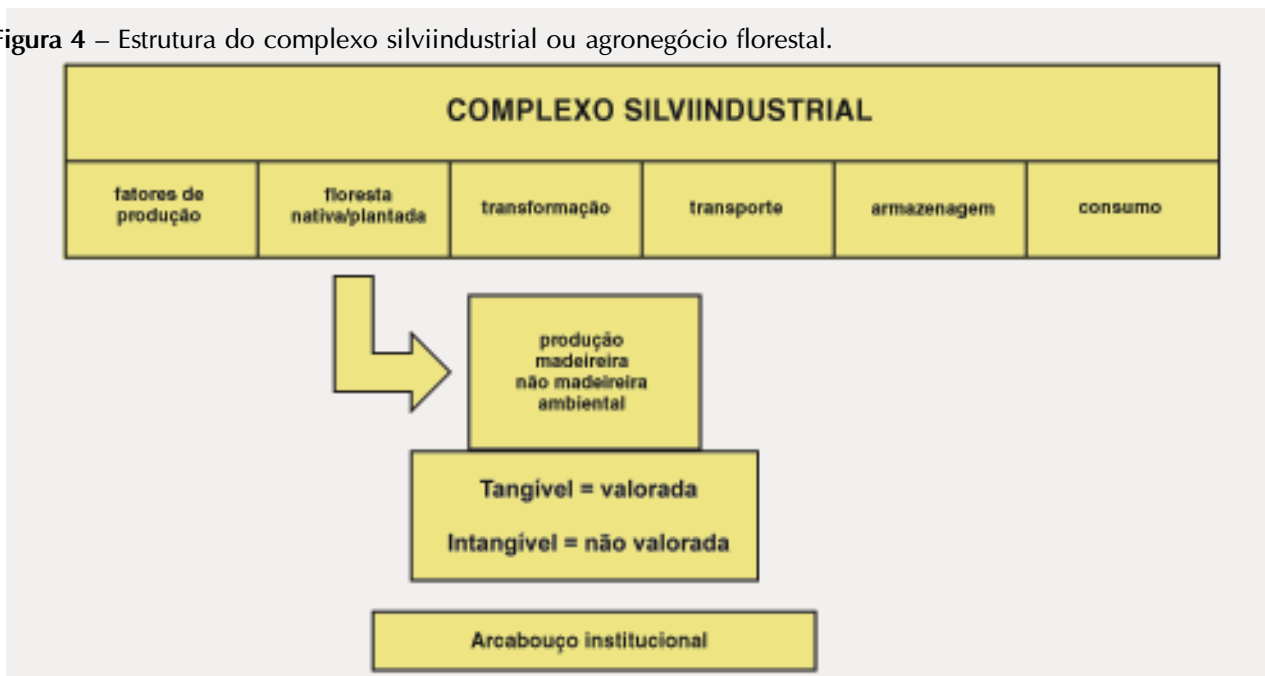 Figura 4 – Estrutura do complexo silviindustrial ou agronegócio florestal.
COMPLEXO SILVIINDUSTRIAL
fatores de
produção
floresta
nativa/plantada
transformação
transporte
armazenagem
consumo
produção
madeireira
não madeireira
ambiental
Tangível = valorada
Intangível = não valorada
Arcabouço institucional